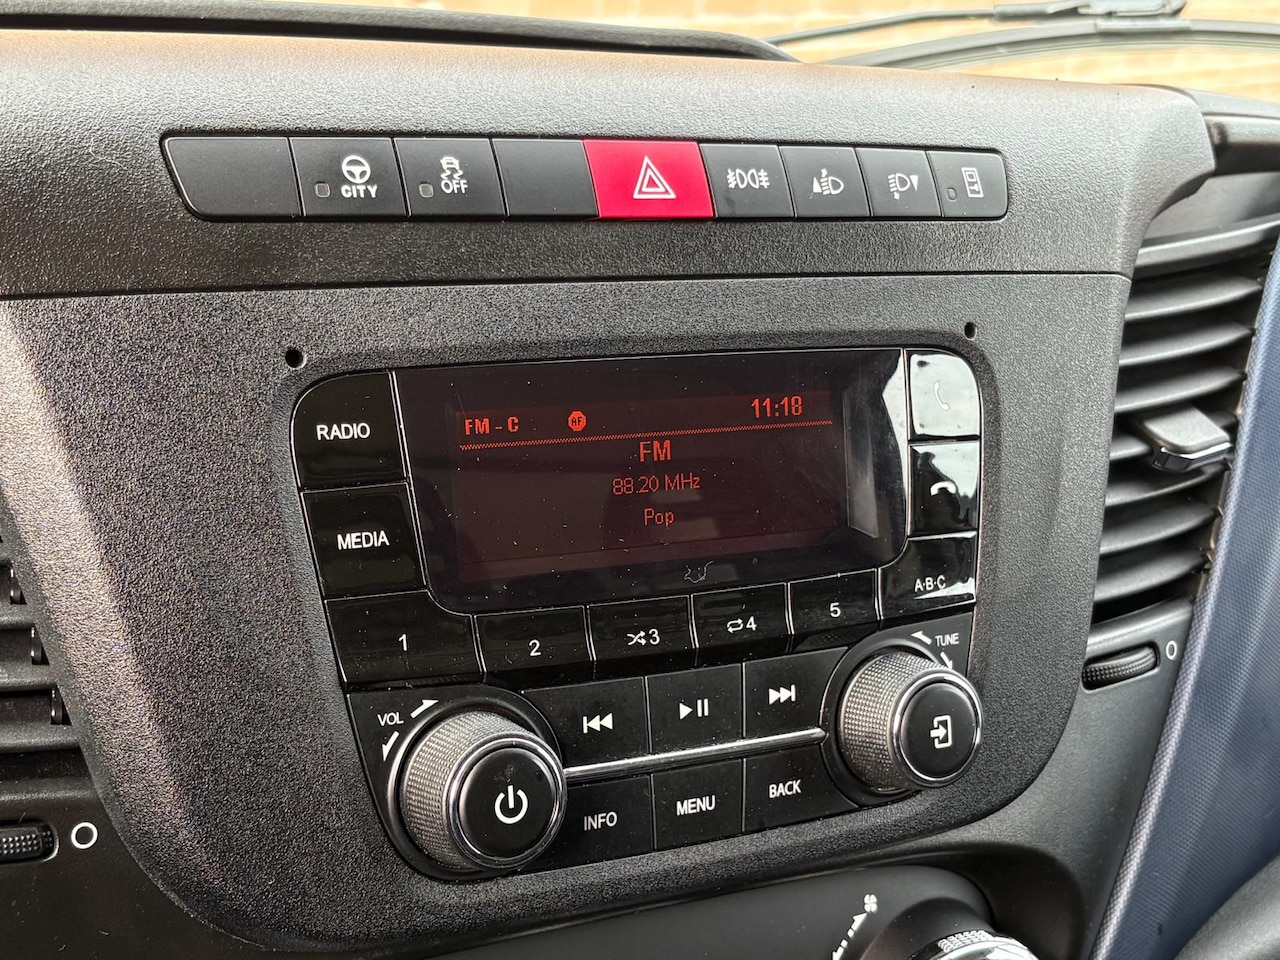 CITY
OFF
RADIO
MEDIA
FM - C AF 11:18
FM
88.20 MHz
Pop
A·B·C
1 2 3 4 5
VOL
TUNE
INFO MENU BACK